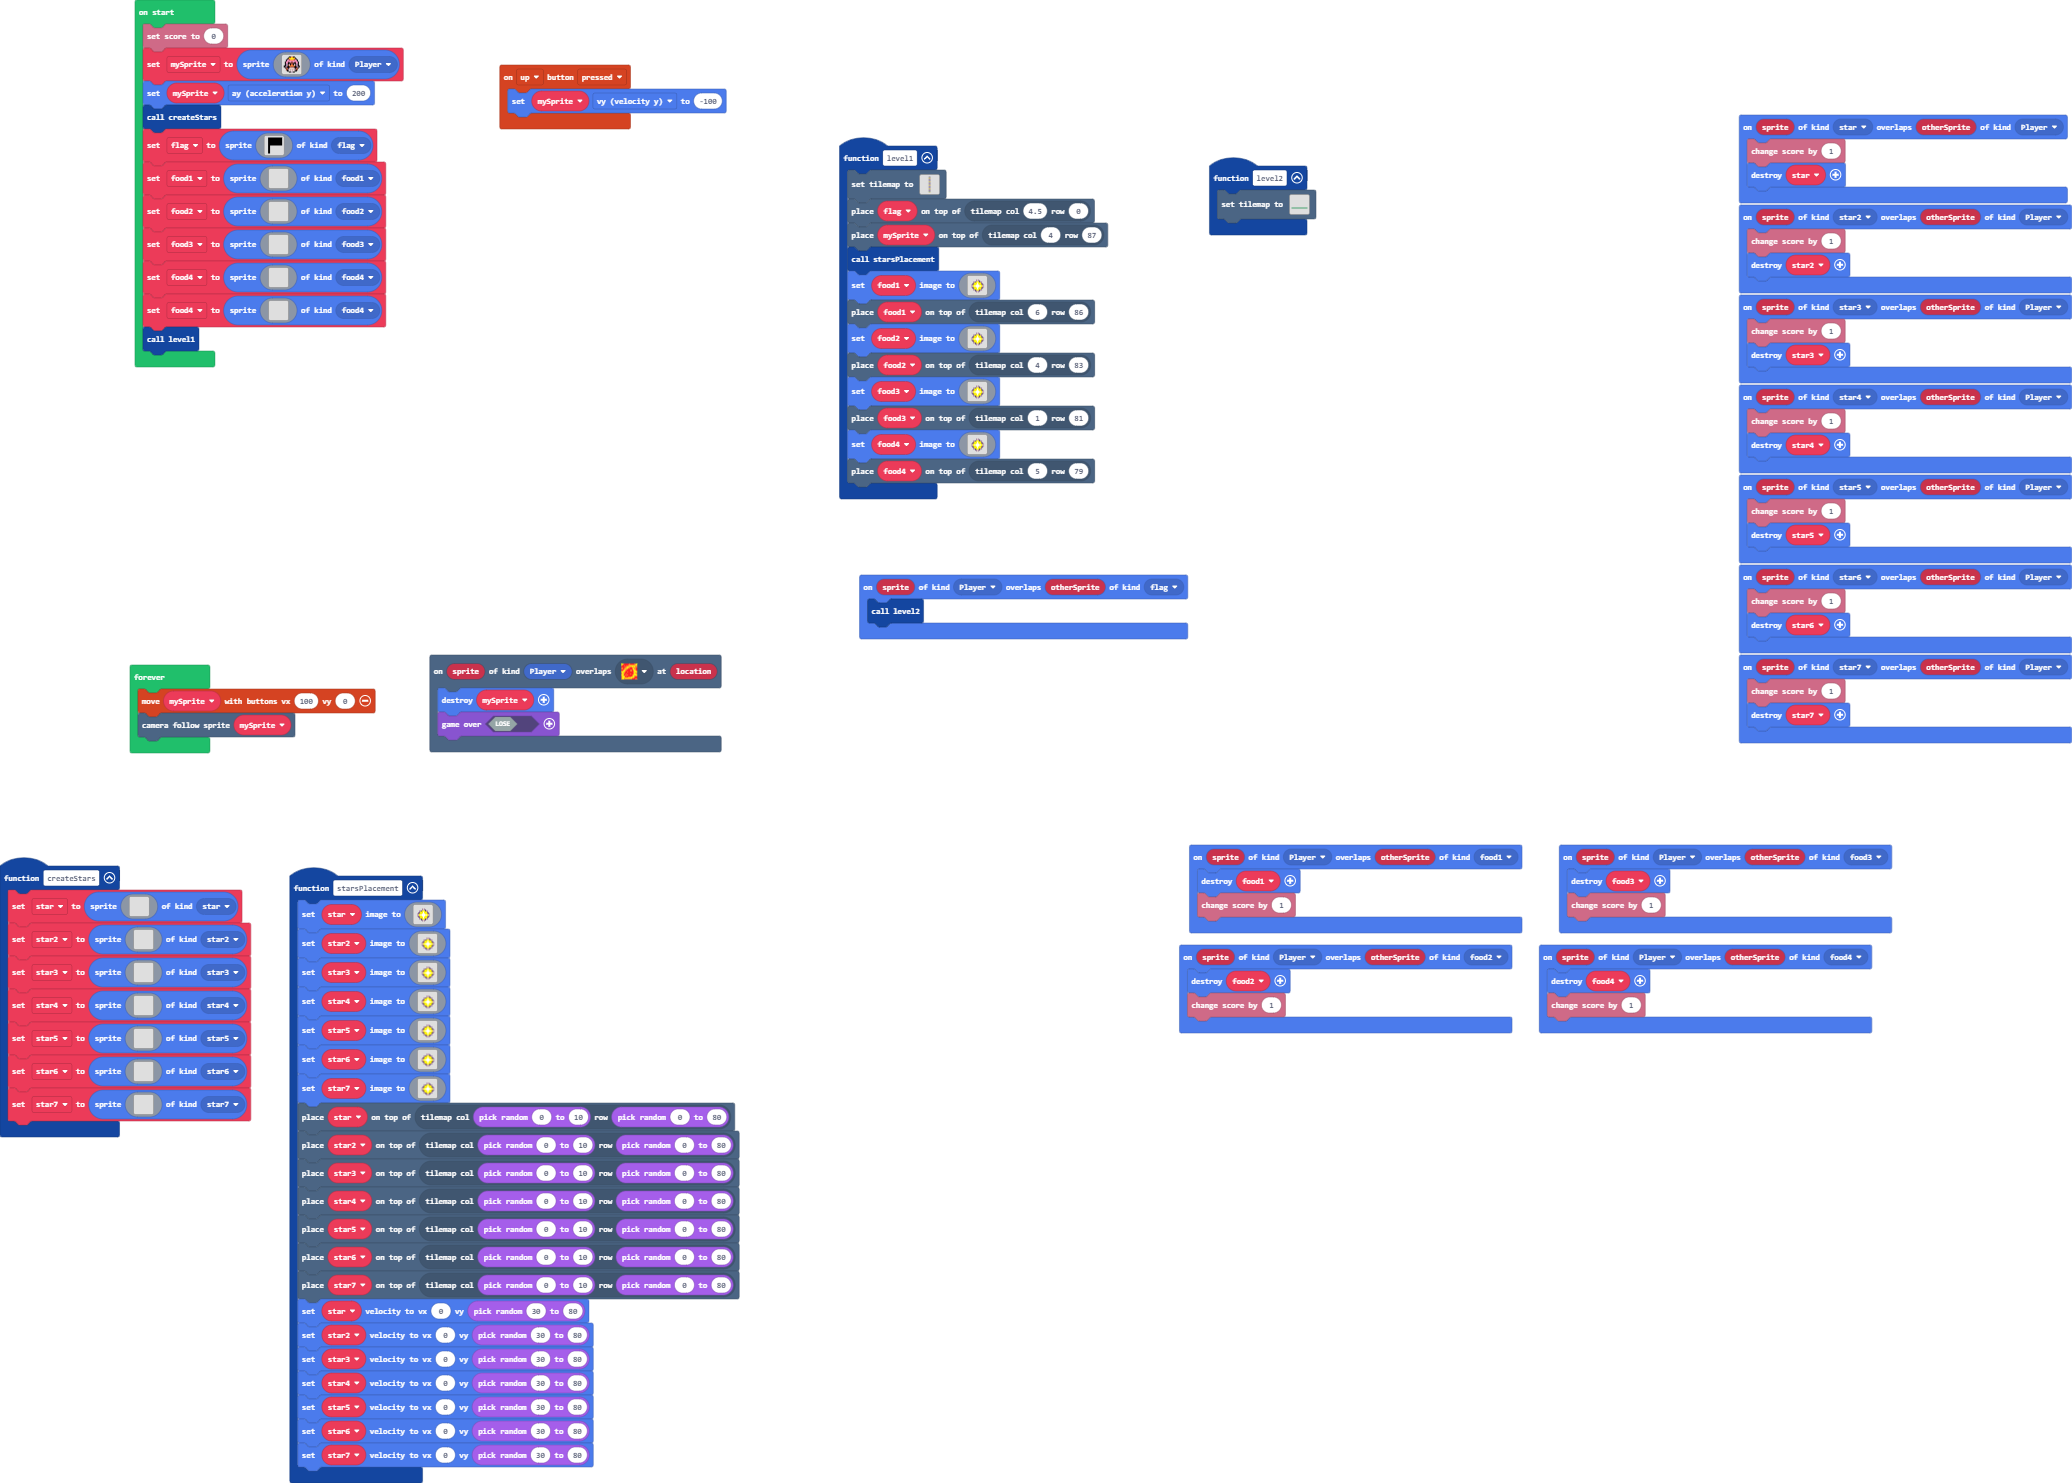 on start
set score to 0
set mySprite to sprite of kind Player
set mySprite ay (acceleration y) to 200
call createStars
set flag to sprite of kind flag
set food1 to sprite of kind food1
set food2 to sprite of kind food2
set food3 to sprite of kind food3
set food4 to sprite of kind food4
set food4 to sprite of kind food4
call level1
on up button pressed
set mySprite vy (velocity y) to -100
function level1
set tilemap to
place flag on top of tilemap col 4.5 row 0
place mySprite on top of tilemap col 4 row 87
call starsPlacement
set food1 image to
place food1 on top of tilemap col 6 row 86
set food2 image to
place food2 on top of tilemap col 4 row 83
set food3 image to
place food3 on top of tilemap col 1 row 81
set food4 image to
place food4 on top of tilemap col 5 row 79
function level2
set tilemap to
on sprite of kind star overlaps otherSprite of kind Player
change score by 1
destroy star
on sprite of kind star2 overlaps otherSprite of kind Player
change score by 1
destroy star2
on sprite of kind star3 overlaps otherSprite of kind Player
change score by 1
destroy star3
on sprite of kind star4 overlaps otherSprite of kind Player
change score by 1
destroy star4
on sprite of kind star5 overlaps otherSprite of kind Player
change score by 1
destroy star5
on sprite of kind star6 overlaps otherSprite of kind Player
change score by 1
destroy star6
on sprite of kind star7 overlaps otherSprite of kind Player
change score by 1
destroy star7
on sprite of kind Player overlaps otherSprite of kind flag
call level2
forever
move mySprite with buttons vx 100 vy 0
camera follow sprite mySprite
on sprite of kind Player overlaps at location
destroy mySprite
game over LOSE
function createStars
set star to sprite of kind star
set star2 to sprite of kind star2
set star3 to sprite of kind star3
set star4 to sprite of kind star4
set star5 to sprite of kind star5
set star6 to sprite of kind star6
set star7 to sprite of kind star7
function starsPlacement
set star image to
set star2 image to
set star3 image to
set star4 image to
set star5 image to
set star6 image to
set star7 image to
place star on top of tilemap col pick random 0 to 10 row pick random 0 to 80
place star2 on top of tilemap col pick random 0 to 10 row pick random 0 to 80
place star3 on top of tilemap col pick random 0 to 10 row pick random 0 to 80
place star4 on top of tilemap col pick random 0 to 10 row pick random 0 to 80
place star5 on top of tilemap col pick random 0 to 10 row pick random 0 to 80
place star6 on top of tilemap col pick random 0 to 10 row pick random 0 to 80
place star7 on top of tilemap col pick random 0 to 10 row pick random 0 to 80
set star velocity to vx 0 vy pick random 30 to 80
set star2 velocity to vx 0 vy pick random 30 to 80
set star3 velocity to vx 0 vy pick random 30 to 80
set star4 velocity to vx 0 vy pick random 30 to 80
set star5 velocity to vx 0 vy pick random 30 to 80
set star6 velocity to vx 0 vy pick random 30 to 80
set star7 velocity to vx 0 vy pick random 30 to 80
on sprite of kind Player overlaps otherSprite of kind food1
destroy food1
change score by 1
on sprite of kind Player overlaps otherSprite of kind food3
destroy food3
change score by 1
on sprite of kind Player overlaps otherSprite of kind food2
destroy food2
change score by 1
on sprite of kind Player overlaps otherSprite of kind food4
destroy food4
change score by 1